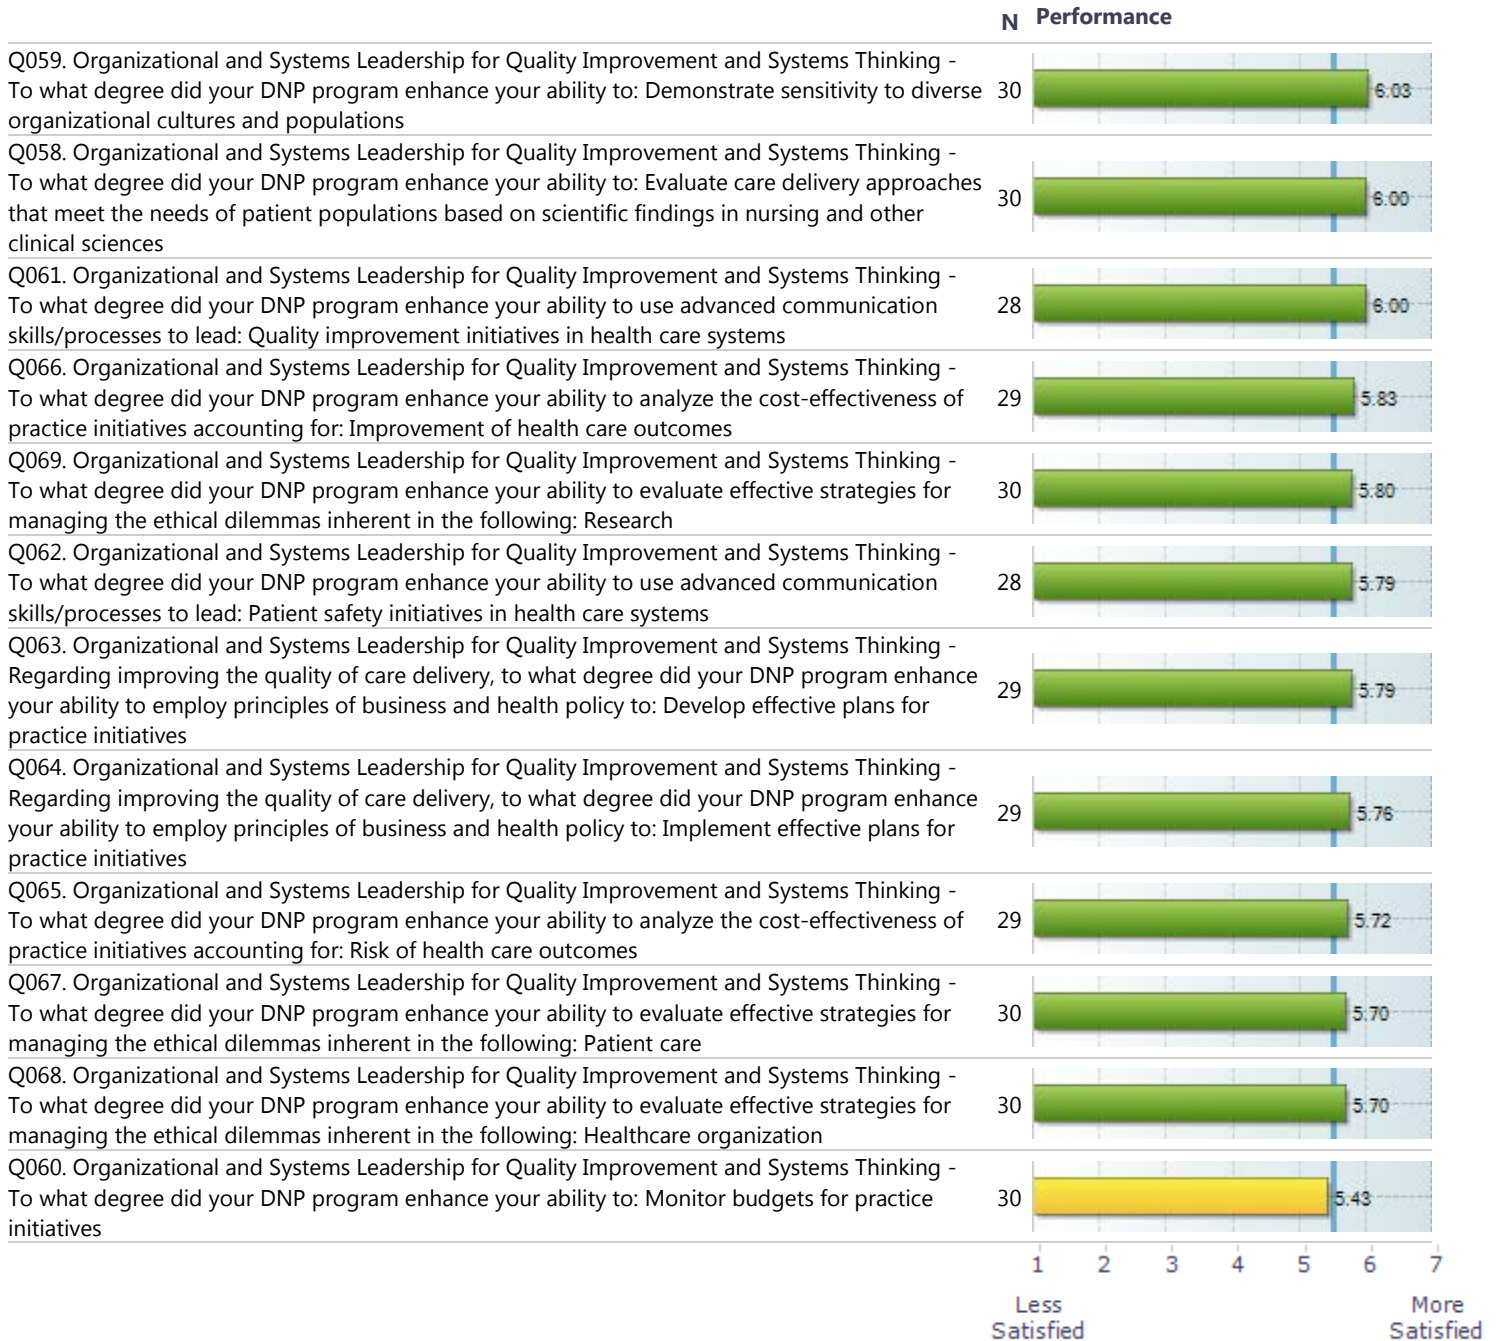 N Performance
Q059. Organizational and Systems Leadership for Quality Improvement and Systems Thinking -
To what degree did your DNP program enhance your ability to: Demonstrate sensitivity to diverse 30 6.03
organizational cultures and populations
Q058. Organizational and Systems Leadership for Quality Improvement and Systems Thinking -
To what degree did your DNP program enhance your ability to: Evaluate care delivery approaches
that meet the needs of patient populations based on scientific findings in nursing and other 30 6.00
clinical sciences
Q061. Organizational and Systems Leadership for Quality Improvement and Systems Thinking -
To what degree did your DNP program enhance your ability to use advanced communication 28 6.00
skills/processes to lead: Quality improvement initiatives in health care systems
Q066. Organizational and Systems Leadership for Quality Improvement and Systems Thinking -
To what degree did your DNP program enhance your ability to analyze the cost-effectiveness of 29 5.83
practice initiatives accounting for: Improvement of health care outcomes
Q069. Organizational and Systems Leadership for Quality Improvement and Systems Thinking -
To what degree did your DNP program enhance your ability to evaluate effective strategies for 30 5.80
managing the ethical dilemmas inherent in the following: Research
Q062. Organizational and Systems Leadership for Quality Improvement and Systems Thinking -
To what degree did your DNP program enhance your ability to use advanced communication 28 5.79
skills/processes to lead: Patient safety initiatives in health care systems
Q063. Organizational and Systems Leadership for Quality Improvement and Systems Thinking -
Regarding improving the quality of care delivery, to what degree did your DNP program enhance 29 5.79
your ability to employ principles of business and health policy to: Develop effective plans for
practice initiatives
Q064. Organizational and Systems Leadership for Quality Improvement and Systems Thinking -
Regarding improving the quality of care delivery, to what degree did your DNP program enhance 29 5.76
your ability to employ principles of business and health policy to: Implement effective plans for
practice initiatives
Q065. Organizational and Systems Leadership for Quality Improvement and Systems Thinking -
To what degree did your DNP program enhance your ability to analyze the cost-effectiveness of 29 5.72
practice initiatives accounting for: Risk of health care outcomes
Q067. Organizational and Systems Leadership for Quality Improvement and Systems Thinking -
To what degree did your DNP program enhance your ability to evaluate effective strategies for 30 5.70
managing the ethical dilemmas inherent in the following: Patient care
Q068. Organizational and Systems Leadership for Quality Improvement and Systems Thinking -
To what degree did your DNP program enhance your ability to evaluate effective strategies for 30 5.70
managing the ethical dilemmas inherent in the following: Healthcare organization
Q060. Organizational and Systems Leadership for Quality Improvement and Systems Thinking -
To what degree did your DNP program enhance your ability to: Monitor budgets for practice 30 5.43
initiatives
1 2 3 4 5 6 7
Less More
Satisfied Satisfied